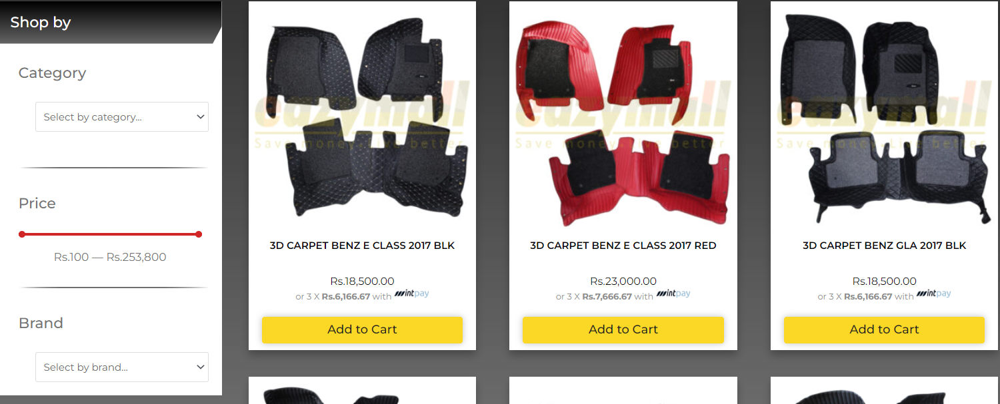 Shop by
Category
Select by category...
Price
Rs.100 — Rs.253,800
Brand
Select by brand...
eazymall
Save money. Live better
3D CARPET BENZ E CLASS 2017 BLK
Rs.18,500.00
or 3 X Rs.6,166.67 with mintpay
Add to Cart
eazymall
Save money. Live better
3D CARPET BENZ E CLASS 2017 RED
Rs.23,000.00
or 3 X Rs.7,666.67 with mintpay
Add to Cart
eazymall
Save money. Live better
3D CARPET BENZ GLA 2017 BLK
Rs.18,500.00
or 3 X Rs.6,166.67 with mintpay
Add to Cart